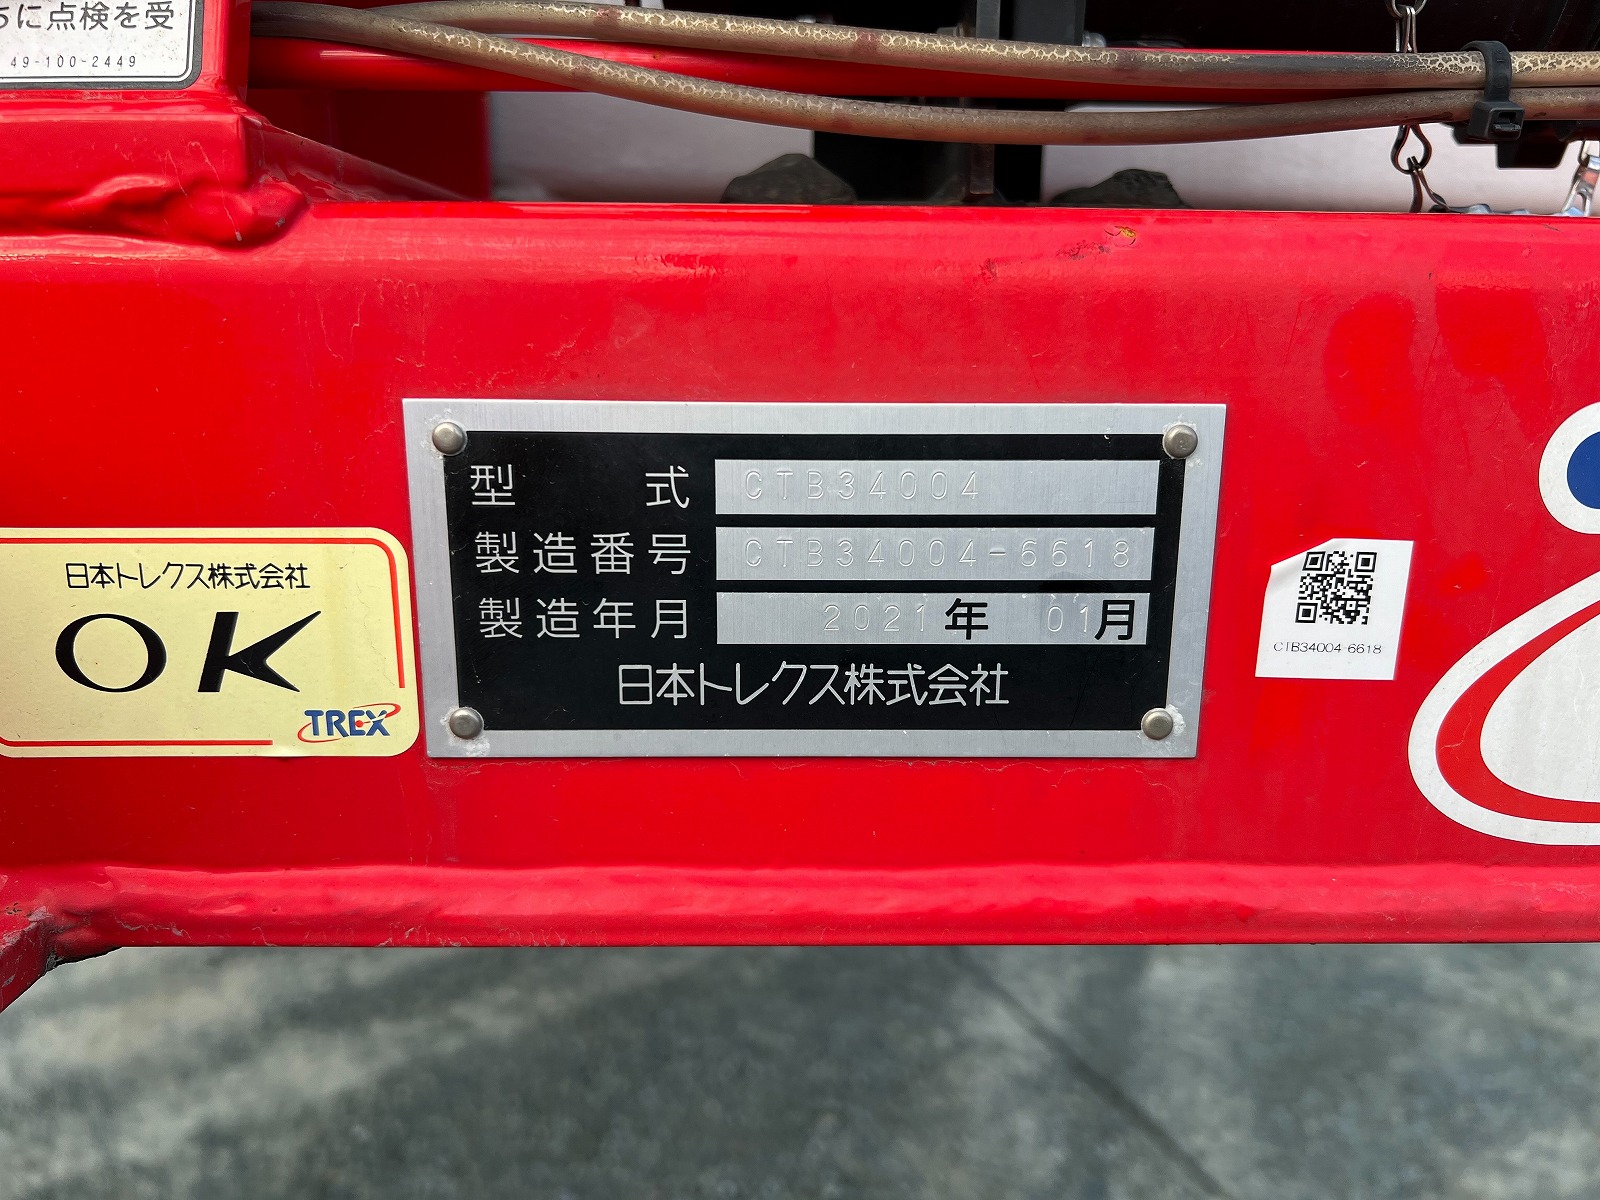 ちに点検を受
49-100-2449
型 式 CTB34004
製造番号 CTB34004-6618
製造年月 2021年 01月
日本トレクス株式会社
日本トレクス株式会社
OK
TREX
CTB34004-6618